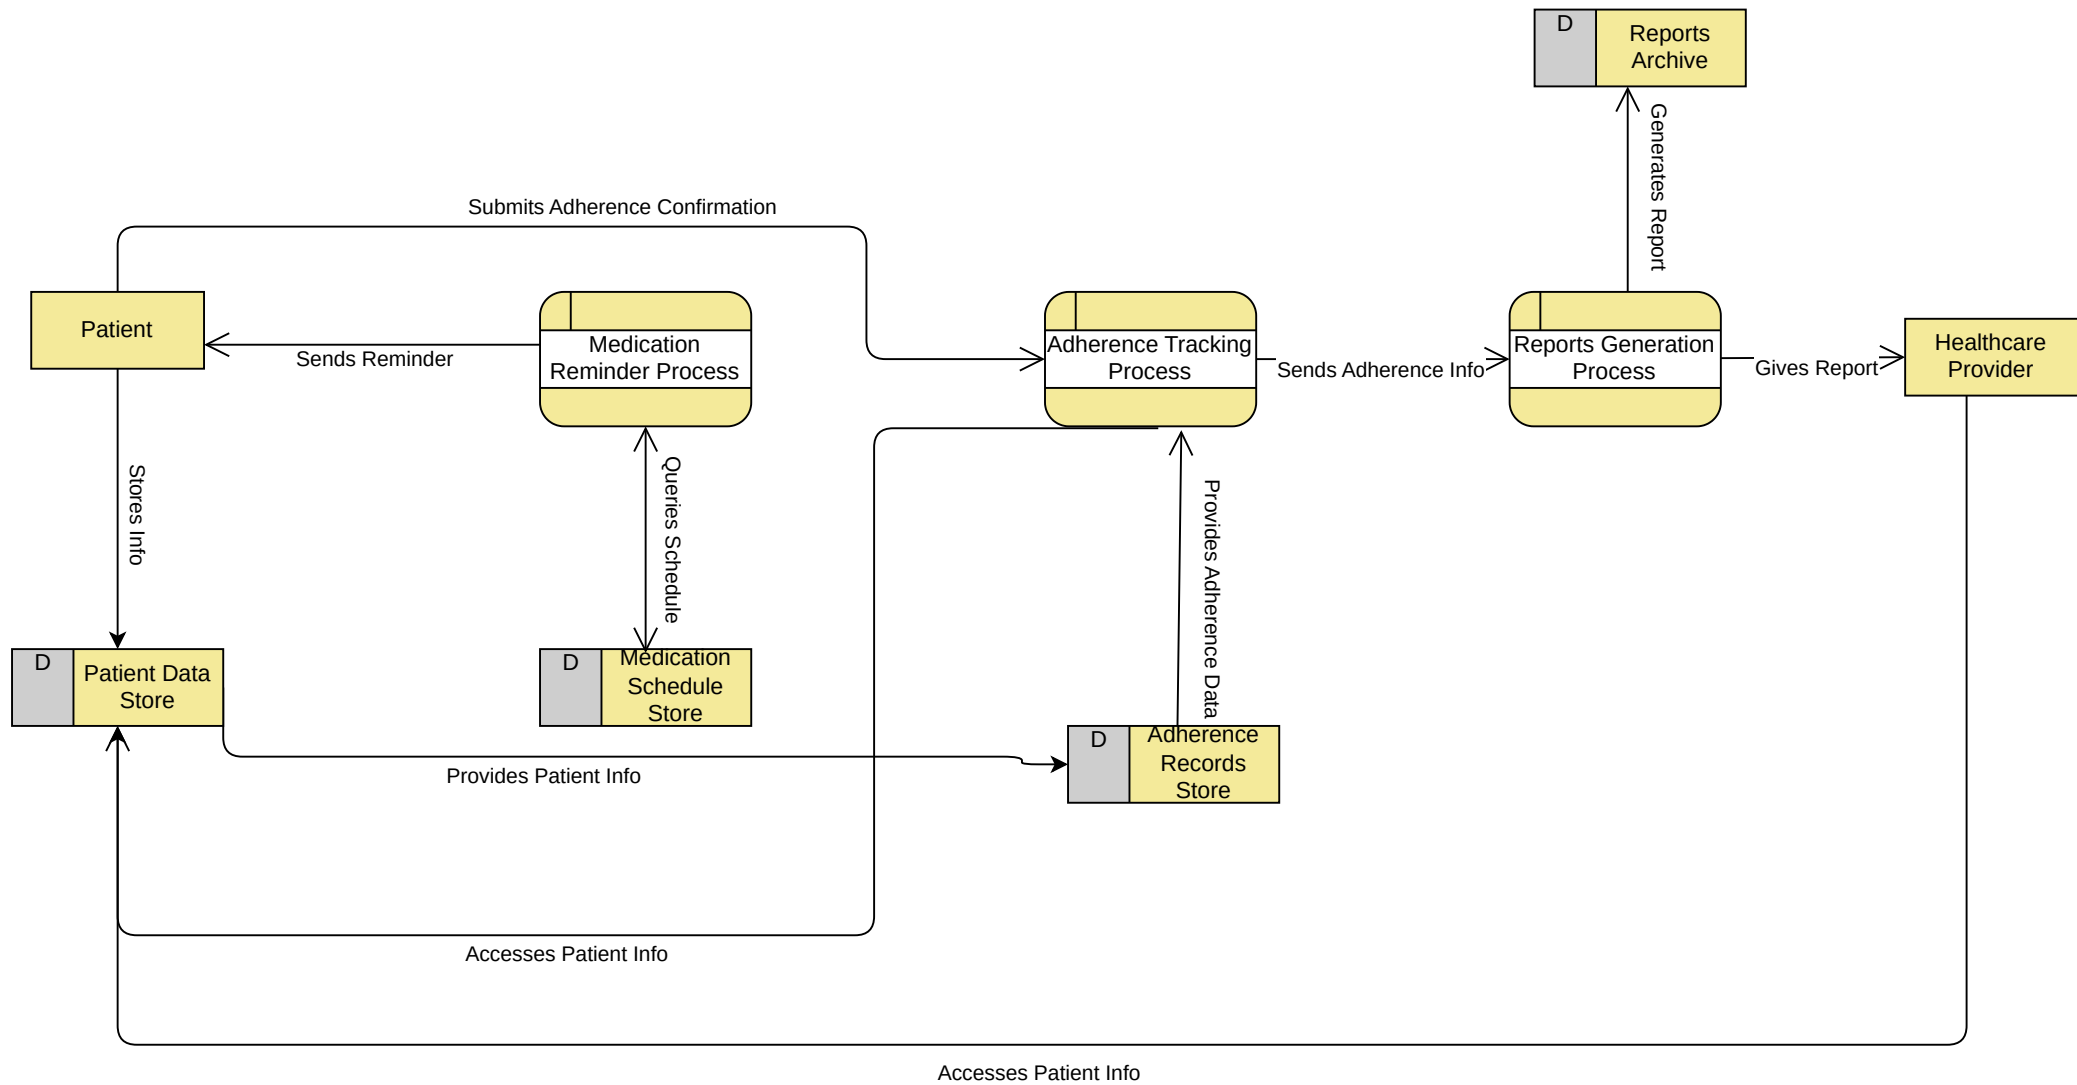 D
Reports
Archive
Generates Report
Submits Adherence Confirmation
Patient
Sends Reminder
Medication
Reminder Process
Adherence Tracking
Process
Sends Adherence Info
Reports Generation
Process
Gives Report
Healthcare
Provider
Stores Info
Queries Schedule
Provides Adherence Data
D
Patient Data
Store
D
Medication
Schedule
Store
D
Adherence
Records
Store
Provides Patient Info
Accesses Patient Info
Accesses Patient Info